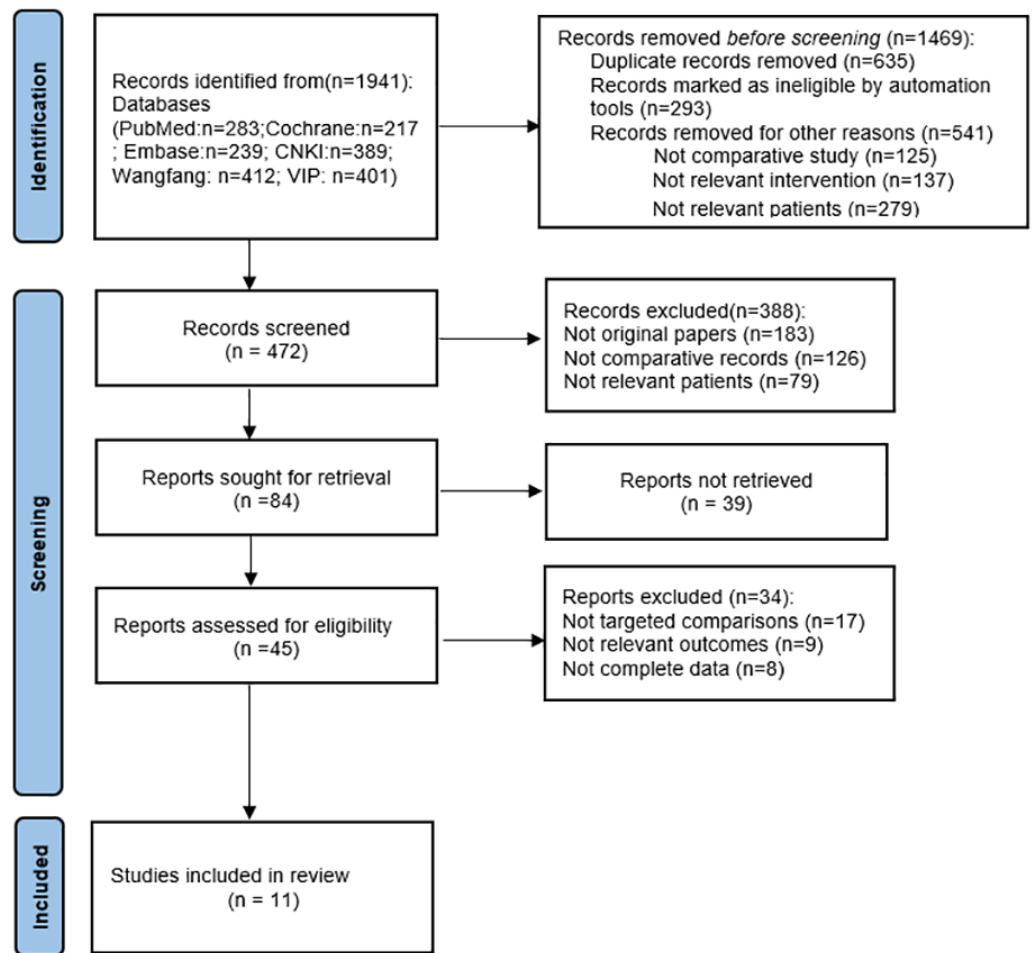 Identification
Records identified from(n=1941):
Databases
(PubMed:n=283;Cochrane:n=217
; Embase:n=239; CNKI:n=389;
Wangfang: n=412; VIP: n=401)
Records removed before screening (n=1469):
Duplicate records removed (n=635)
Records marked as ineligible by automation
tools (n=293)
Records removed for other reasons (n=541)
Not comparative study (n=125)
Not relevant intervention (n=137)
Not relevant patients (n=279)
Screening
Records screened
(n = 472)
Records excluded(n=388):
Not original papers (n=183)
Not comparative records (n=126)
Not relevant patients (n=79)
Reports sought for retrieval
(n =84)
Reports not retrieved
(n = 39)
Reports assessed for eligibility
(n =45)
Reports excluded (n=34):
Not targeted comparisons (n=17)
Not relevant outcomes (n=9)
Not complete data (n=8)
Included
Studies included in review
(n = 11)